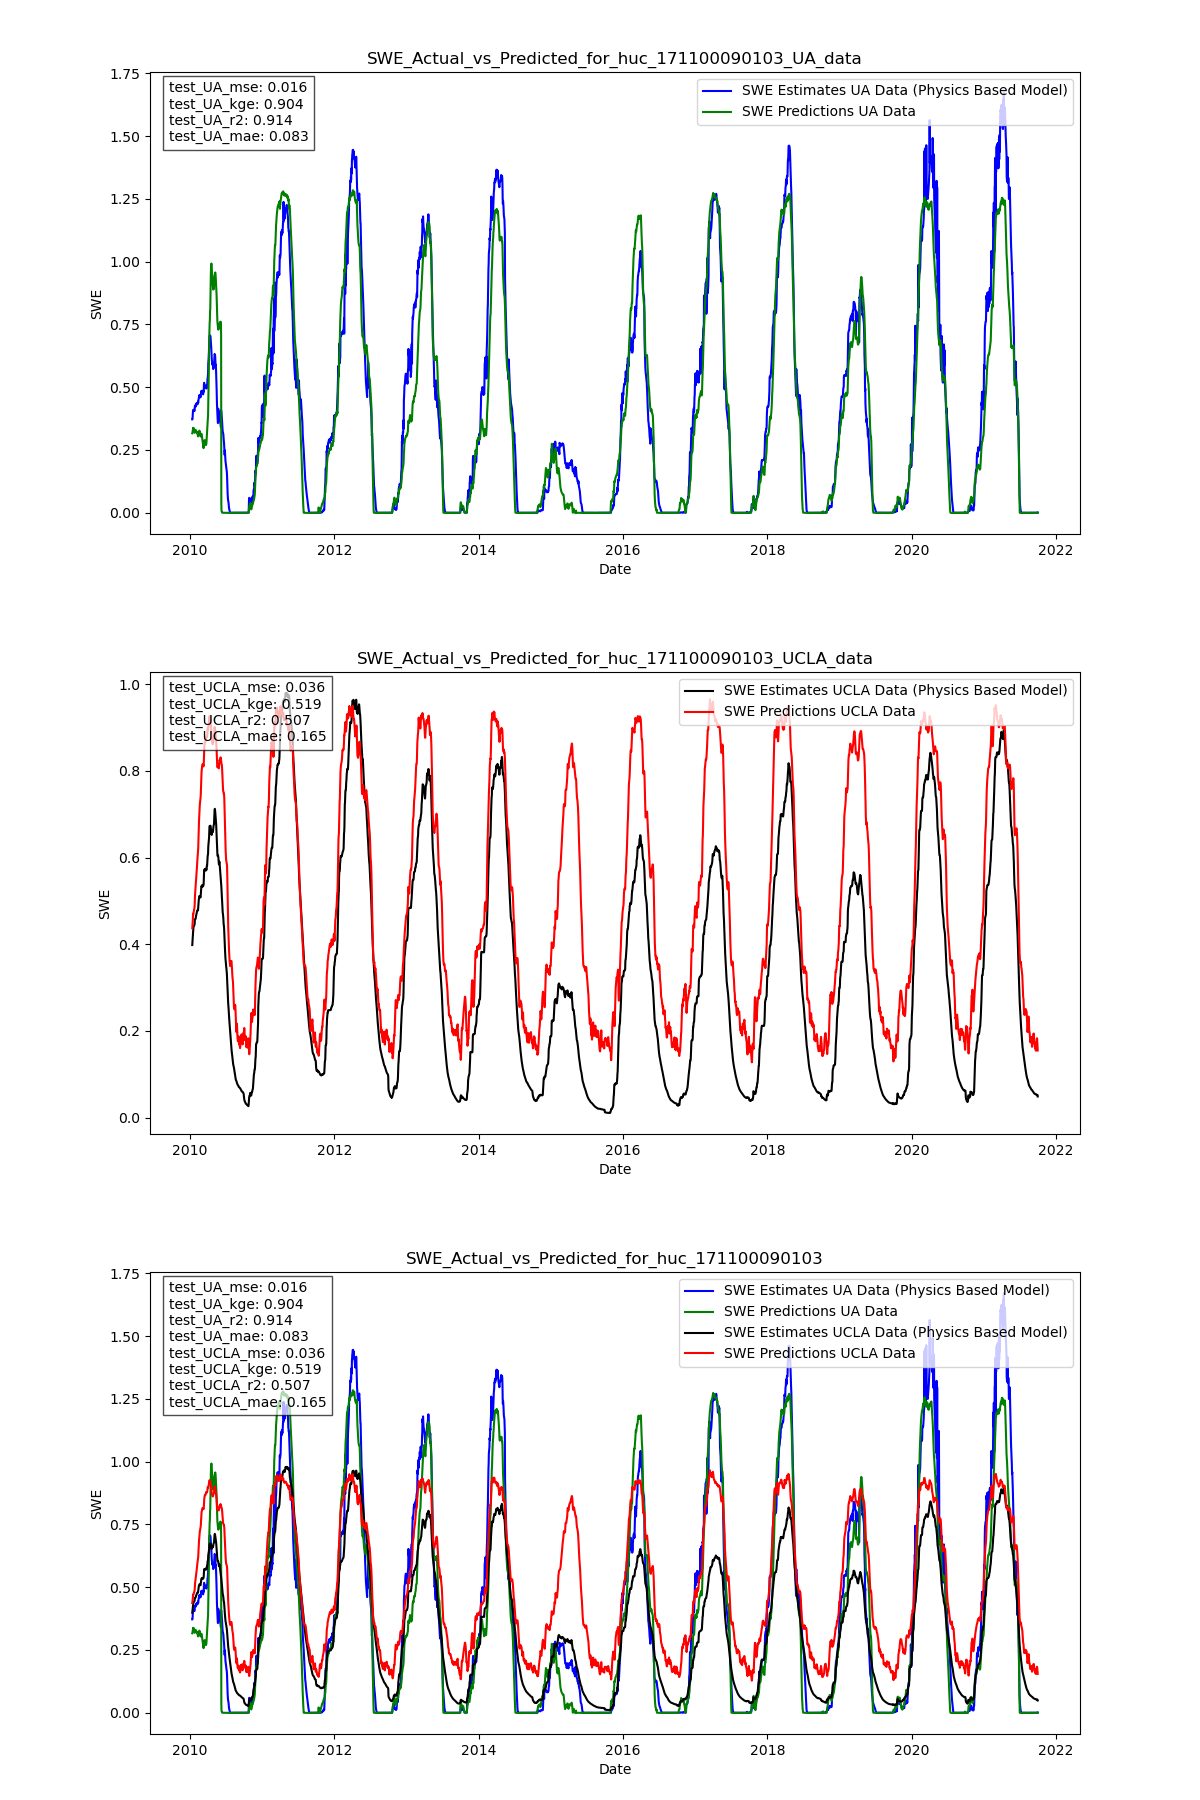 SWE_Actual_vs_Predicted_for_huc_171100090103_UA_data
test_UA_mse: 0.016
test_UA_kge: 0.904
test_UA_r2: 0.914
test_UA_mae: 0.083
SWE Estimates UA Data (Physics Based Model)
SWE Predictions UA Data
1.75
1.50
1.25
1.00
0.75
0.50
0.25
0.00
SWE
2010 2012 2014 2016 2018 2020 2022
Date
SWE_Actual_vs_Predicted_for_huc_171100090103_UCLA_data
test_UCLA_mse: 0.036
test_UCLA_kge: 0.519
test_UCLA_r2: 0.507
test_UCLA_mae: 0.165
SWE Estimates UCLA Data (Physics Based Model)
SWE Predictions UCLA Data
1.0
0.8
0.6
0.4
0.2
0.0
SWE
2010 2012 2014 2016 2018 2020 2022
Date
SWE_Actual_vs_Predicted_for_huc_171100090103
test_UA_mse: 0.016
test_UA_kge: 0.904
test_UA_r2: 0.914
test_UA_mae: 0.083
test_UCLA_mse: 0.036
test_UCLA_kge: 0.519
test_UCLA_r2: 0.507
test_UCLA_mae: 0.165
SWE Estimates UA Data (Physics Based Model)
SWE Predictions UA Data
SWE Estimates UCLA Data (Physics Based Model)
SWE Predictions UCLA Data
1.75
1.50
1.25
1.00
0.75
0.50
0.25
0.00
SWE
2010 2012 2014 2016 2018 2020 2022
Date